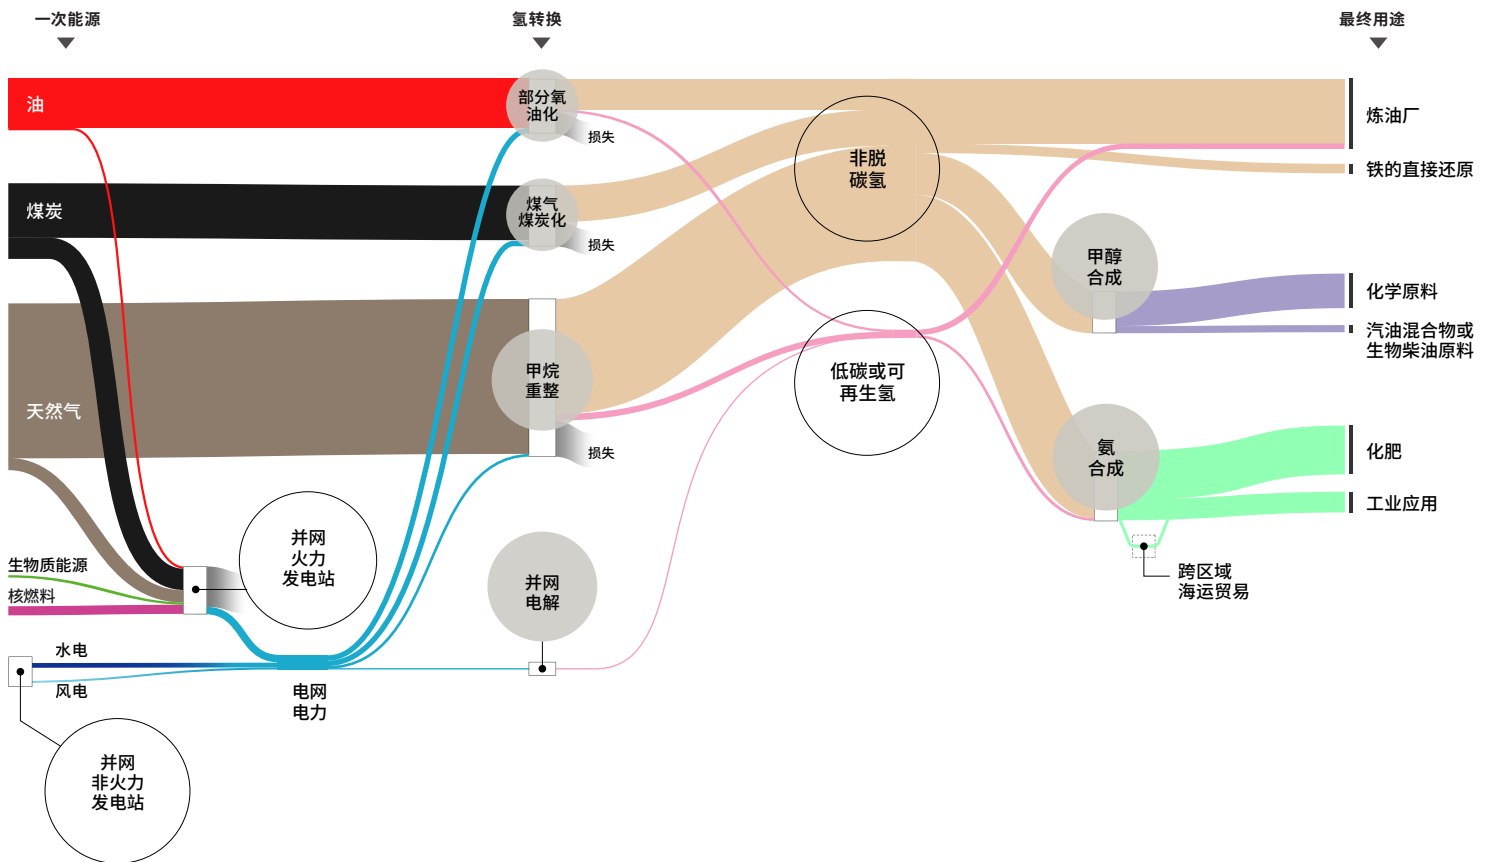 一次能源
氢转换
最终用途
油
部分氧
油化
损失
炼油厂
非脱
碳氢
铁的直接还原
煤炭
煤气
煤炭化
损失
甲醇
合成
化学原料
汽油混合物或
生物柴油原料
天然气
甲烷
重整
损失
低碳或可
再生氢
氨
合成
化肥
工业应用
并网
火力
发电站
生物质能源
核燃料
并网
电解
跨区域
海运贸易
水电
风电
电网
电力
并网
非火力
发电站